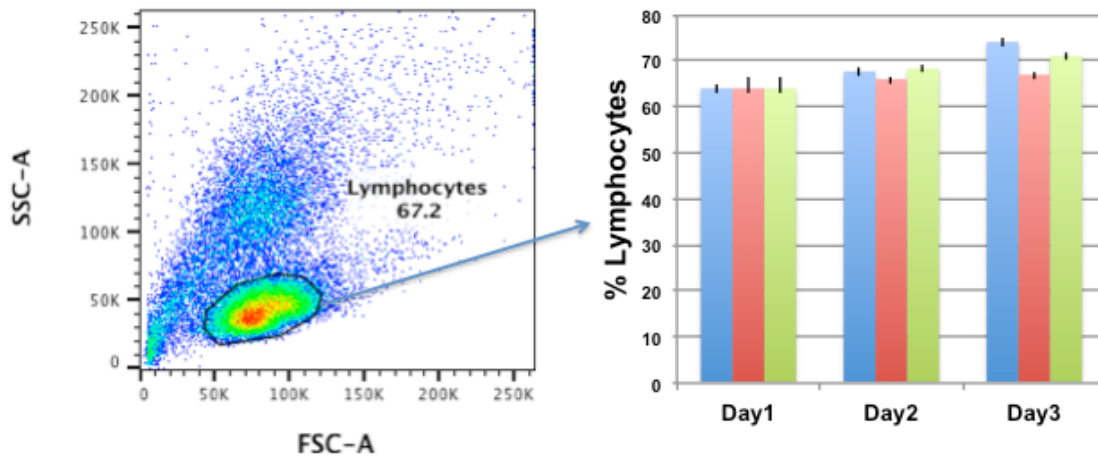 250K
200K
150K
100K
50K
0
SSC-A
0
50K
100K
150K
200K
250K
FSC-A
Lymphocytes
67.2
80
70
60
50
40
30
20
10
0
% Lymphocytes
Day1
Day2
Day3